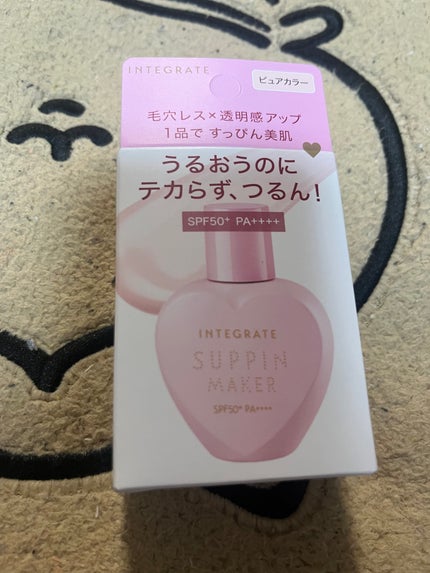 INTEGRATE
ピュアカラー
毛穴レス×透明感アップ
1品で すっぴん美肌
うるおうのに
テカらず、つるん!
SPF50+ PA++++
INTEGRATE
SUPPIN
MAKER
SPF50+ PA++++